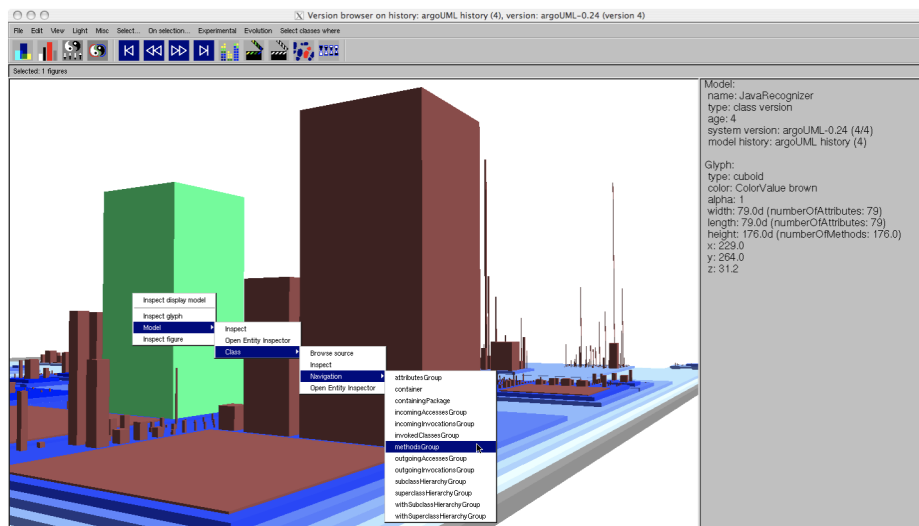 Version browser on history: argoUML history (4), version: argoUML-0.24 (version 4)
File Edit View Light Misc Select... On selection... Experimental Evolution Select classes where
Selected: 1 figures
Model:
name: JavaRecognizer
type: class version
age: 4
system version: argoUML-0.24 (4/4)
model history: argoUML history (4)
Glyph:
type: cuboid
color: ColorValue brown
alpha: 1
width: 79.0d (numberOfAttributes: 79)
length: 79.0d (numberOfAttributes: 79)
height: 176.0d (numberOfMethods: 176.0)
x: 229.0
y: 264.0
z: 31.2
Inspect display model
Inspect glyph
Model
Inspect figure
Inspect
Open Entity Inspector
Class
Browse source
Inspect
Navigation
Open Entity Inspector
attributesGroup
container
containingPackage
incomingAccessesGroup
incomingInvocationsGroup
invokedClassesGroup
methodsGroup
outgoingAccessesGroup
outgoingInvocationsGroup
subclassHierarchyGroup
superclassHierarchyGroup
withSubclassHierarchyGroup
withSuperclassHierarchyGroup